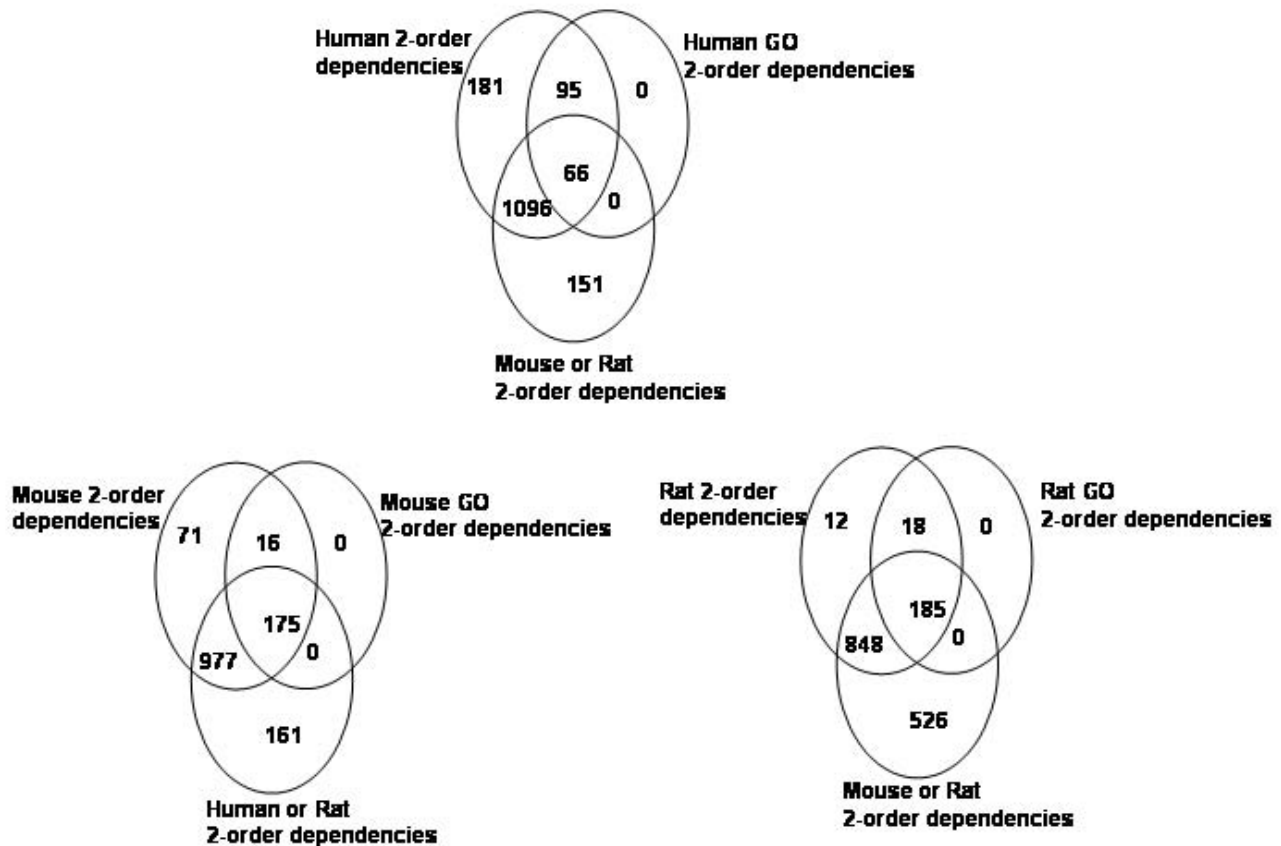 Human 2-order
dependencies
Human GO
2-order dependencies
181
95
0
66
1096
0
151
Mouse or Rat
2-order dependencies
Mouse 2-order
dependencies
Mouse GO
2-order dependencies
71
16
0
175
977
0
161
Human or Rat
2-order dependencies
Rat 2-order
dependencies
Rat GO
2-order dependencies
12
18
0
185
848
0
526
Mouse or Rat
2-order dependencies